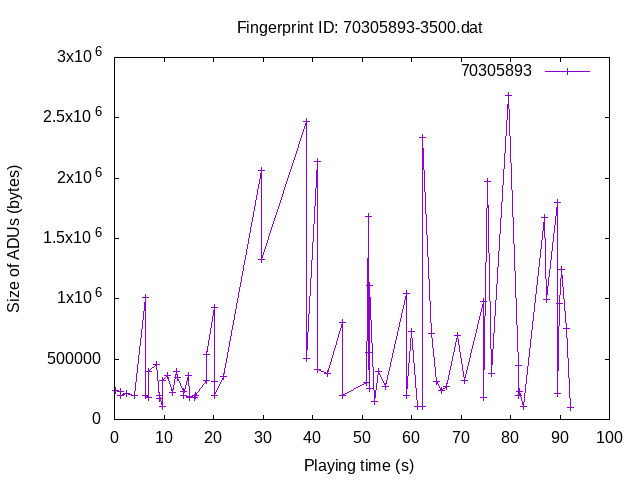 Fingerprint ID: 70305893-3500.dat
3x10^6
70305893
2.5x10^6
2x10^6
1.5x10^6
1x10^6
500000
0
Size of ADUs (bytes)
0 10 20 30 40 50 60 70 80 90 100
Playing time (s)